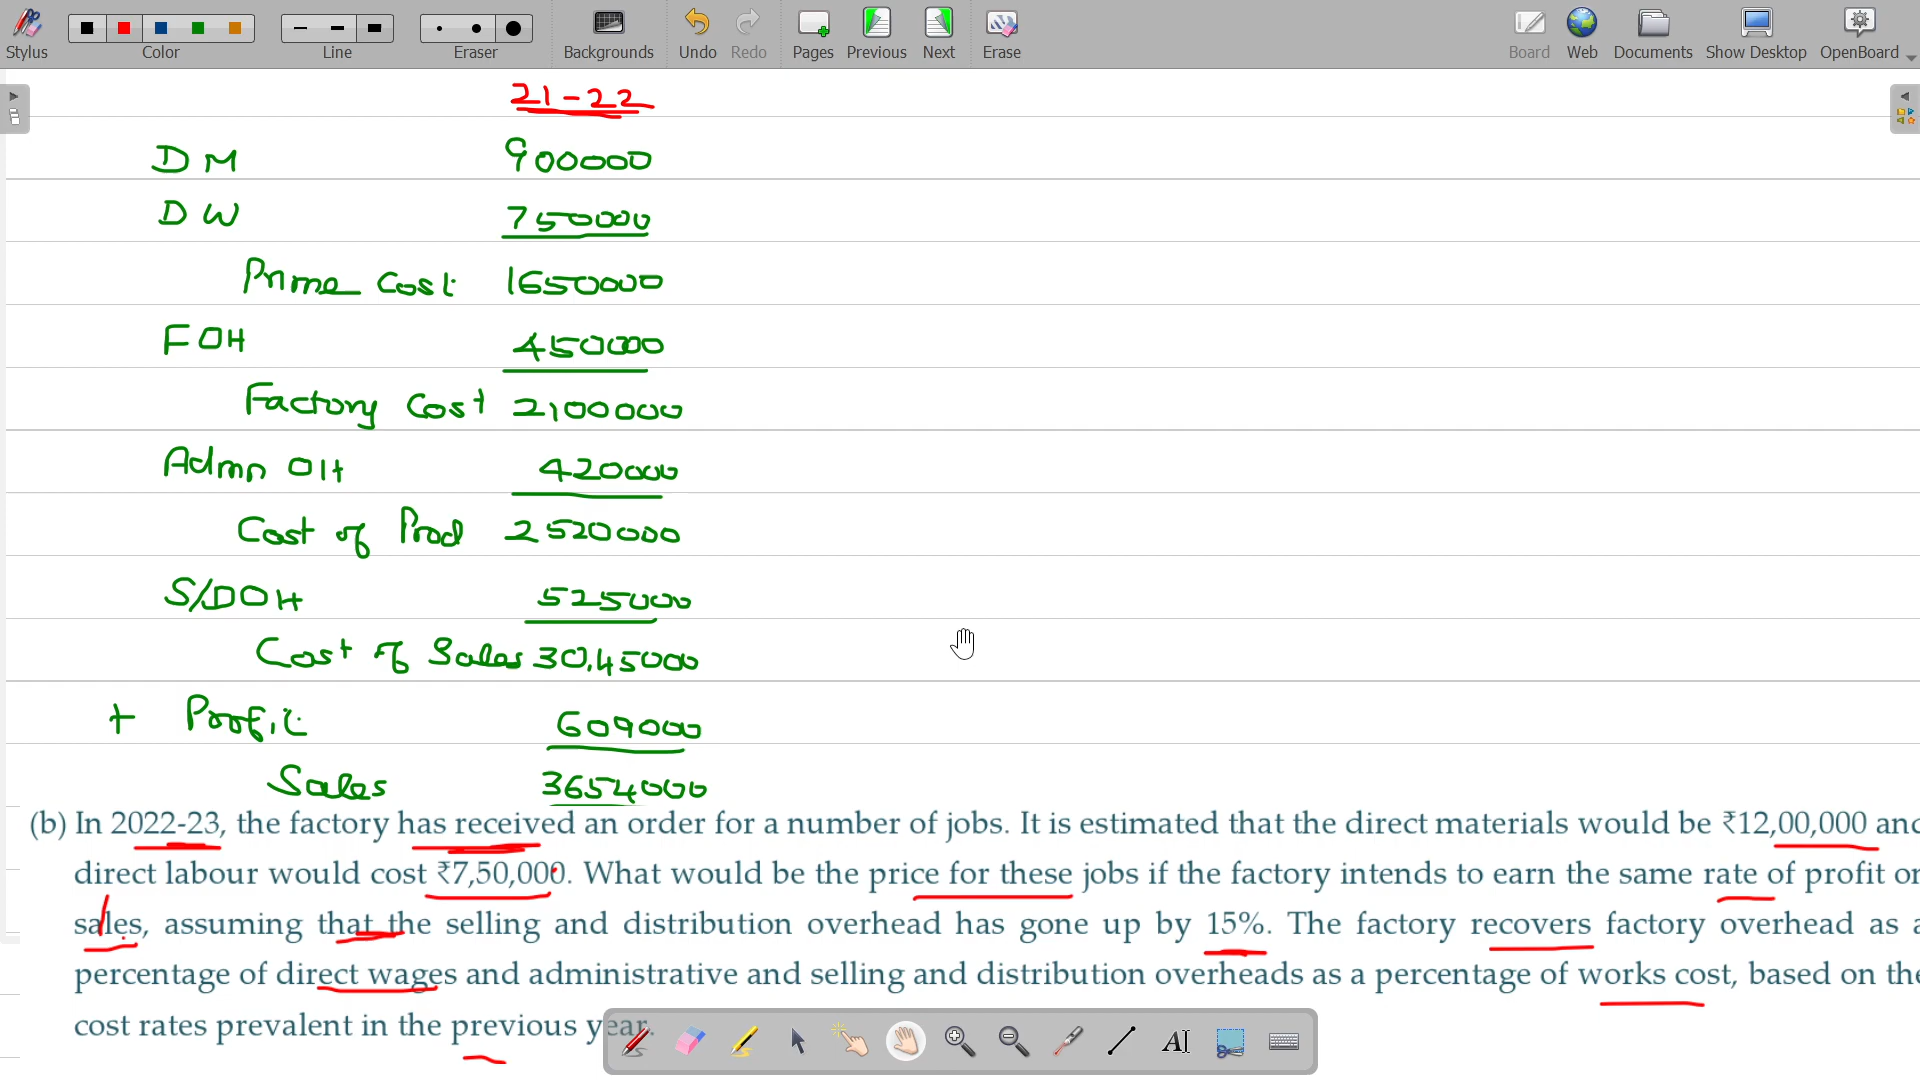 Stylus Color Line Eraser Backgrounds Undo Redo Pages Previous Next Erase Board Web Documents Show Desktop OpenBoard
21-22
DM 900000
DW 750000
Prime Cost 1650000
FOH 450000
Factory Cost 2100000
Admn OH 420000
Cost of Prod 2520000
S/DOH 525000
Cost of Sales 3045000
+ Profit 609000
Sales 3654000
(b) In 2022-23, the factory has received an order for a number of jobs. It is estimated that the direct materials would be ₹12,00,000 and
direct labour would cost ₹7,50,000. What would be the price for these jobs if the factory intends to earn the same rate of profit on
sales, assuming that the selling and distribution overhead has gone up by 15%. The factory recovers factory overhead as a
percentage of direct wages and administrative and selling and distribution overheads as a percentage of works cost, based on the
cost rates prevalent in the previous year.